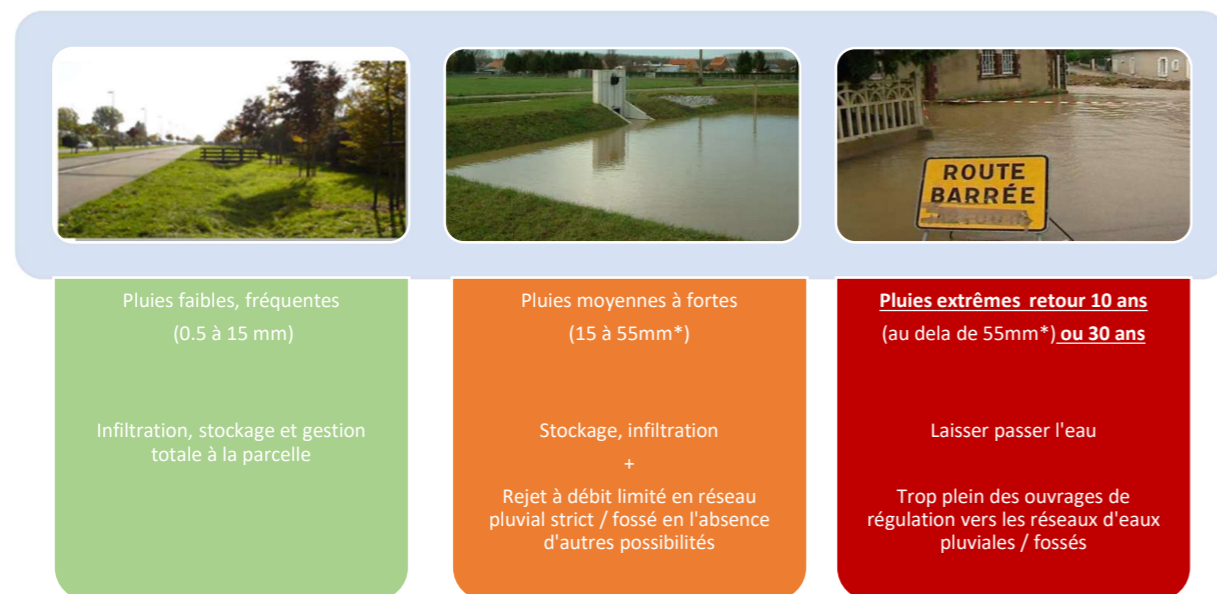 ROUTE
BARRÉE
Pluies faibles, fréquentes
(0.5 à 15 mm)
Infiltration, stockage et gestion
totale à la parcelle
Pluies moyennes à fortes
(15 à 55mm*)
Stockage, infiltration
+
Rejet à débit limité en réseau
pluvial strict / fossé en l'absence
d'autres possibilités
Pluies extrêmes retour 10 ans
(au dela de 55mm*) ou 30 ans
Laisser passer l'eau
Trop plein des ouvrages de
régulation vers les réseaux d'eaux
pluviales / fossés